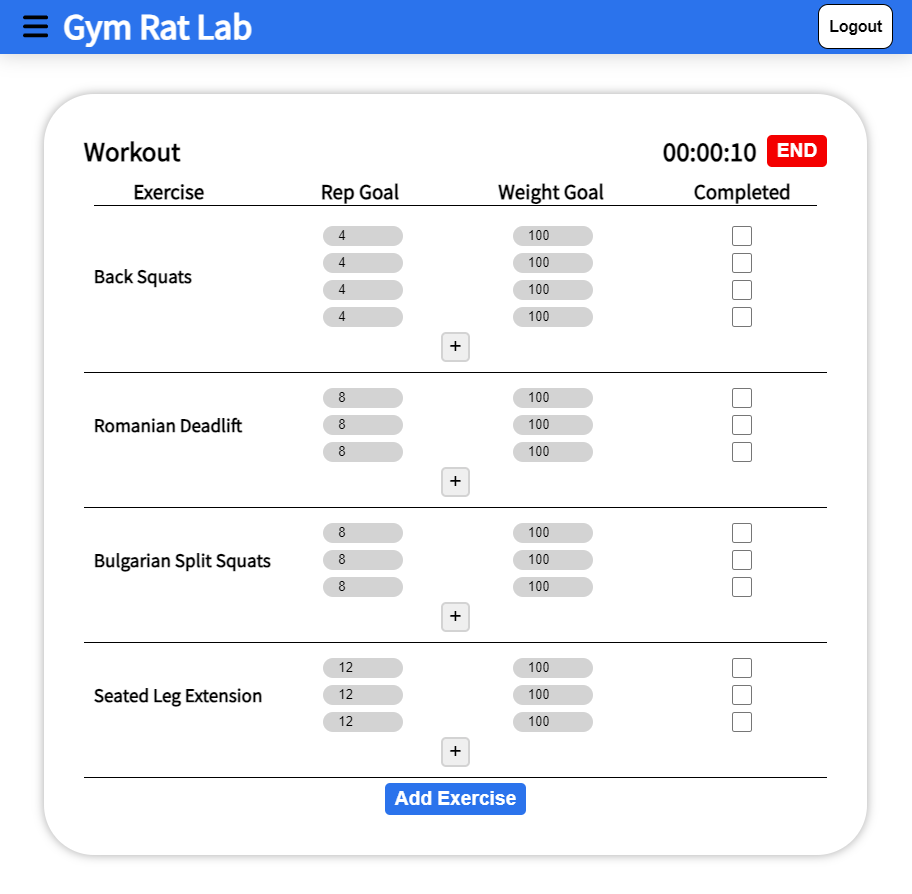 Gym Rat Lab Logout
Workout 00:00:10 END
Exercise Rep Goal Weight Goal Completed
4 100
4 100
Back Squats
4 100
4 100
+
8 100
Romanian Deadlift 8 100
8 100
+
8 100
Bulgarian Split Squats 8 100
8 100
+
12 100
Seated Leg Extension 12 100
12 100
+
Add Exercise